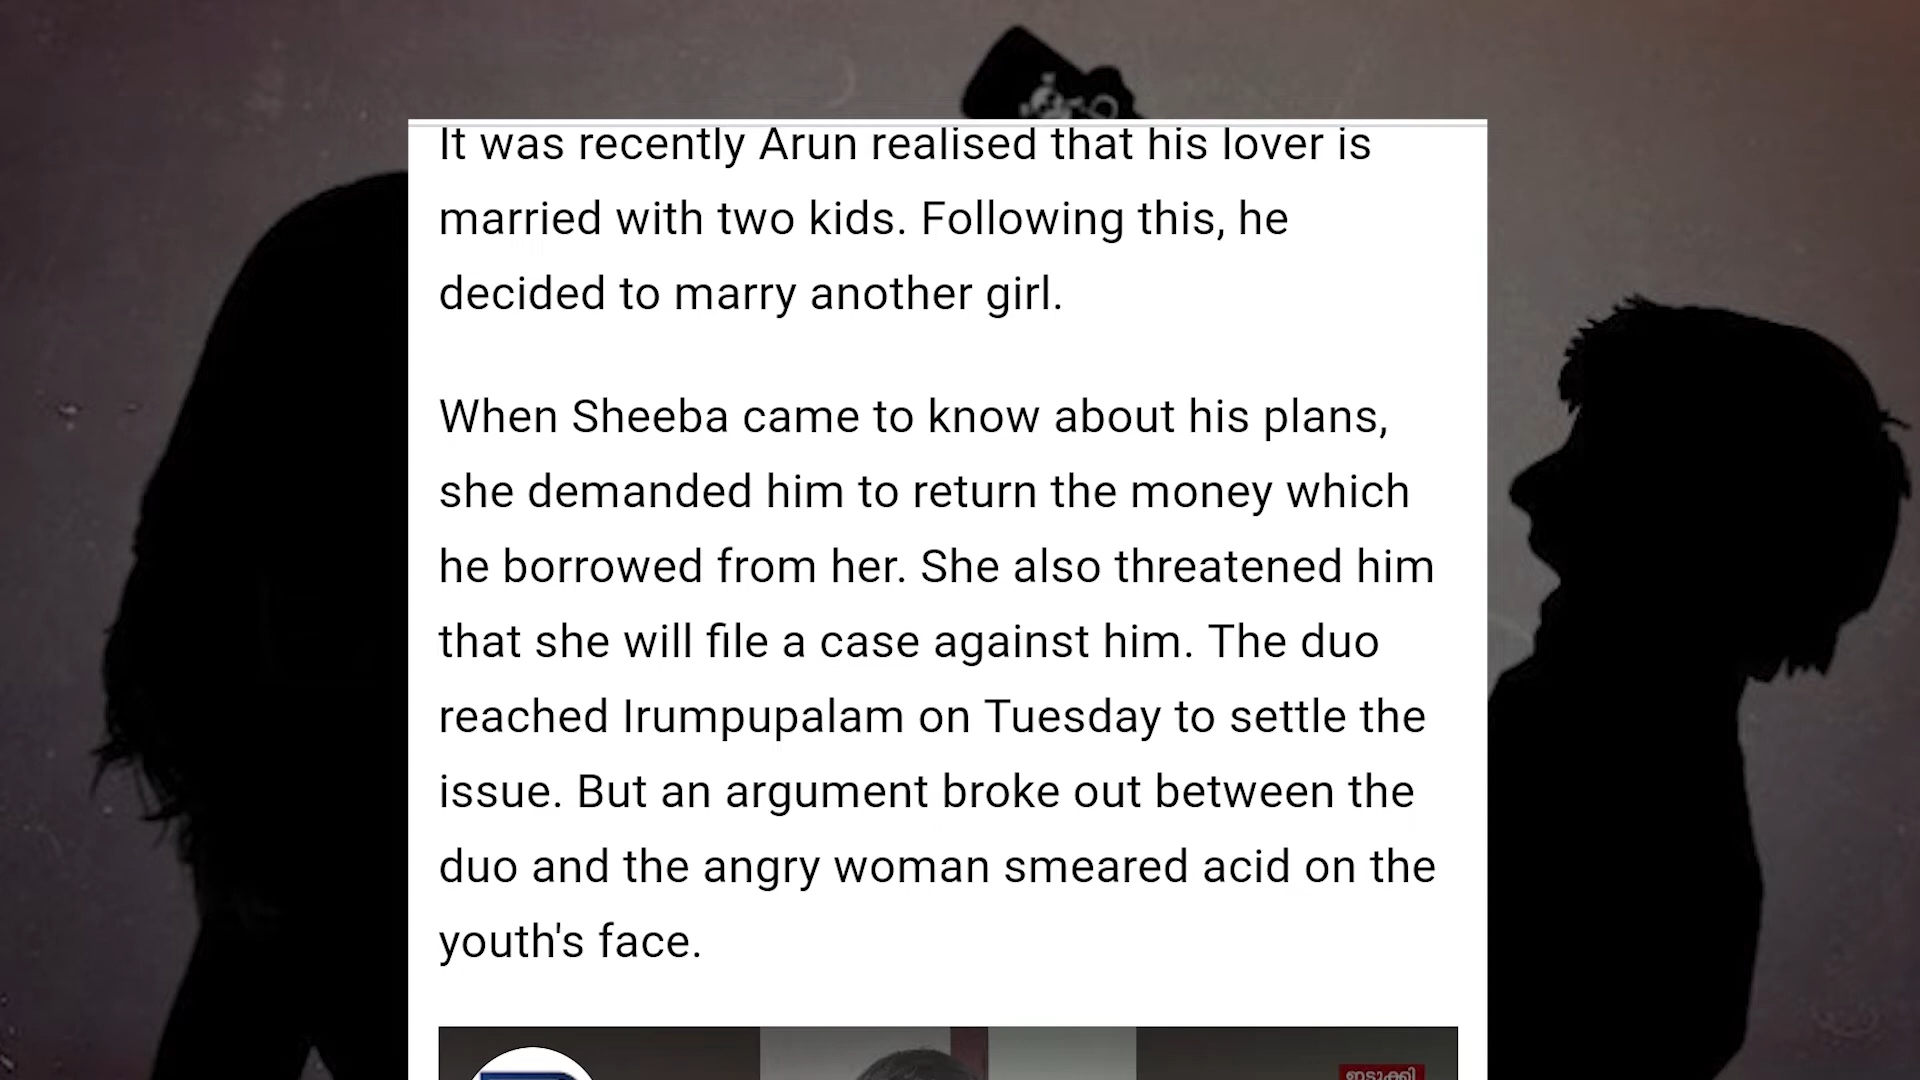 It was recently Arun realised that his lover is
married with two kids. Following this, he
decided to marry another girl.
When Sheeba came to know about his plans,
she demanded him to return the money which
he borrowed from her. She also threatened him
that she will file a case against him. The duo
reached Irumpupalam on Tuesday to settle the
issue. But an argument broke out between the
duo and the angry woman smeared acid on the
youth's face.
ഇടുക്കി